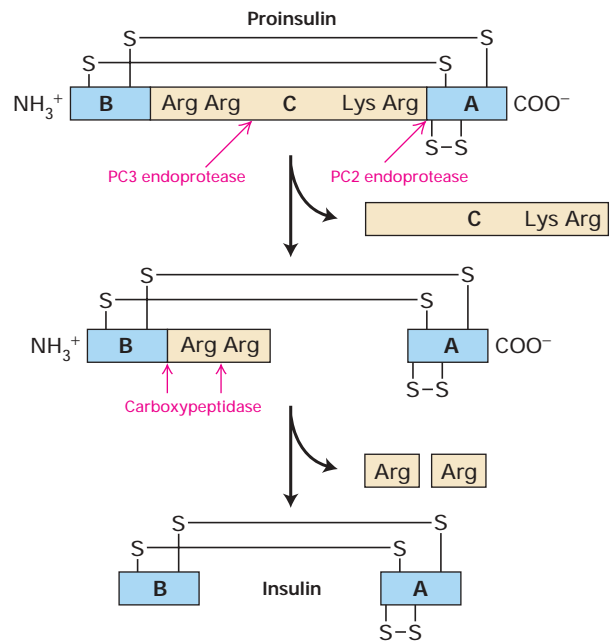 Proinsulin
S S
S S
NH₃⁺ B Arg Arg C Lys Arg A COO⁻
S–S
PC3 endoprotease PC2 endoprotease
C Lys Arg
S S
S S
NH₃⁺ B Arg Arg A COO⁻
S–S
Carboxypeptidase
Arg Arg
S S
S S
B Insulin A
S–S